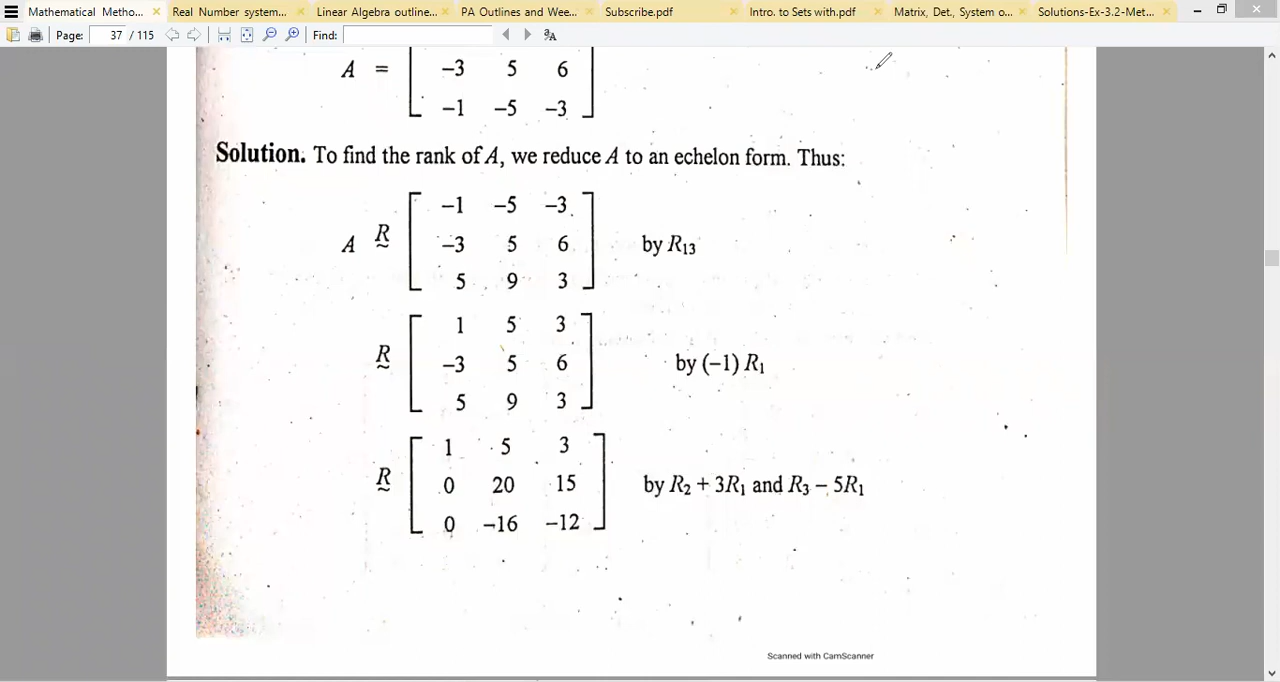 Mathematical Metho... Real Number system... Linear Algebra outline... PA Outlines and Wee... Subscribe.pdf Intro. to Sets with.pdf Matrix, Det., System o... Solutions-Ex-3.2-Met...
Page: 37 / 115 Find:
A = -3 5 6
-1 -5 -3
Solution. To find the rank of A, we reduce A to an echelon form. Thus:
-1 -5 -3
A R̰ -3 5 6 by R₁₃
5 9 3
1 5 3
R̰ -3 5 6 by (-1) R₁
5 9 3
1 5 3
R̰ 0 20 15 by R₂ + 3R₁ and R₃ - 5R₁
0 -16 -12
Scanned with CamScanner